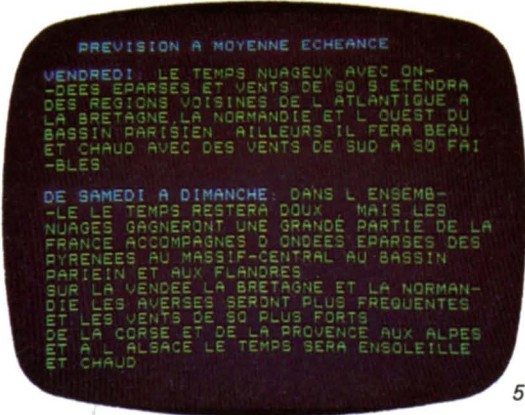 PREVISION A MOYENNE ECHEANCE
VENDREDI: LE TEMPS NUAGEUX AVEC ON-
-DEES EPARSES ET VENTS DE SO S ETENDRA
DES REGIONS VOISINES DE L ATLANTIQUE A
LA BRETAGNE,LA NORMANDIE ET L OUEST DU
BASSIN PARISIEN AILLEURS IL FERA BEAU
ET CHAUD AVEC DES VENTS DE SUD A SO FAI
-BLES
DE SAMEDI A DIMANCHE: DANS L ENSEMB-
-LE LE TEMPS RESTERA DOUX , MAIS LES
NUAGES GAGNERONT UNE GRANDE PARTIE DE LA
FRANCE ACCOMPAGNES D ONDEES EPARSES DES
PYRENEES AU MASSIF-CENTRAL AU BASSIN
PARIEIN ET AUX FLANDRES
SUR LA VENDEE LA BRETAGNE ET LA NORMAN-
DIE LES AVERSES SERONT PLUS FREQUENTES
ET LES VENTS DE SO PLUS FORTS
DE LA CORSE ET DE LA PROVENCE AUX ALPES
ET A L ALSACE LE TEMPS SERA ENSOLEILLE
ET CHAUD
5